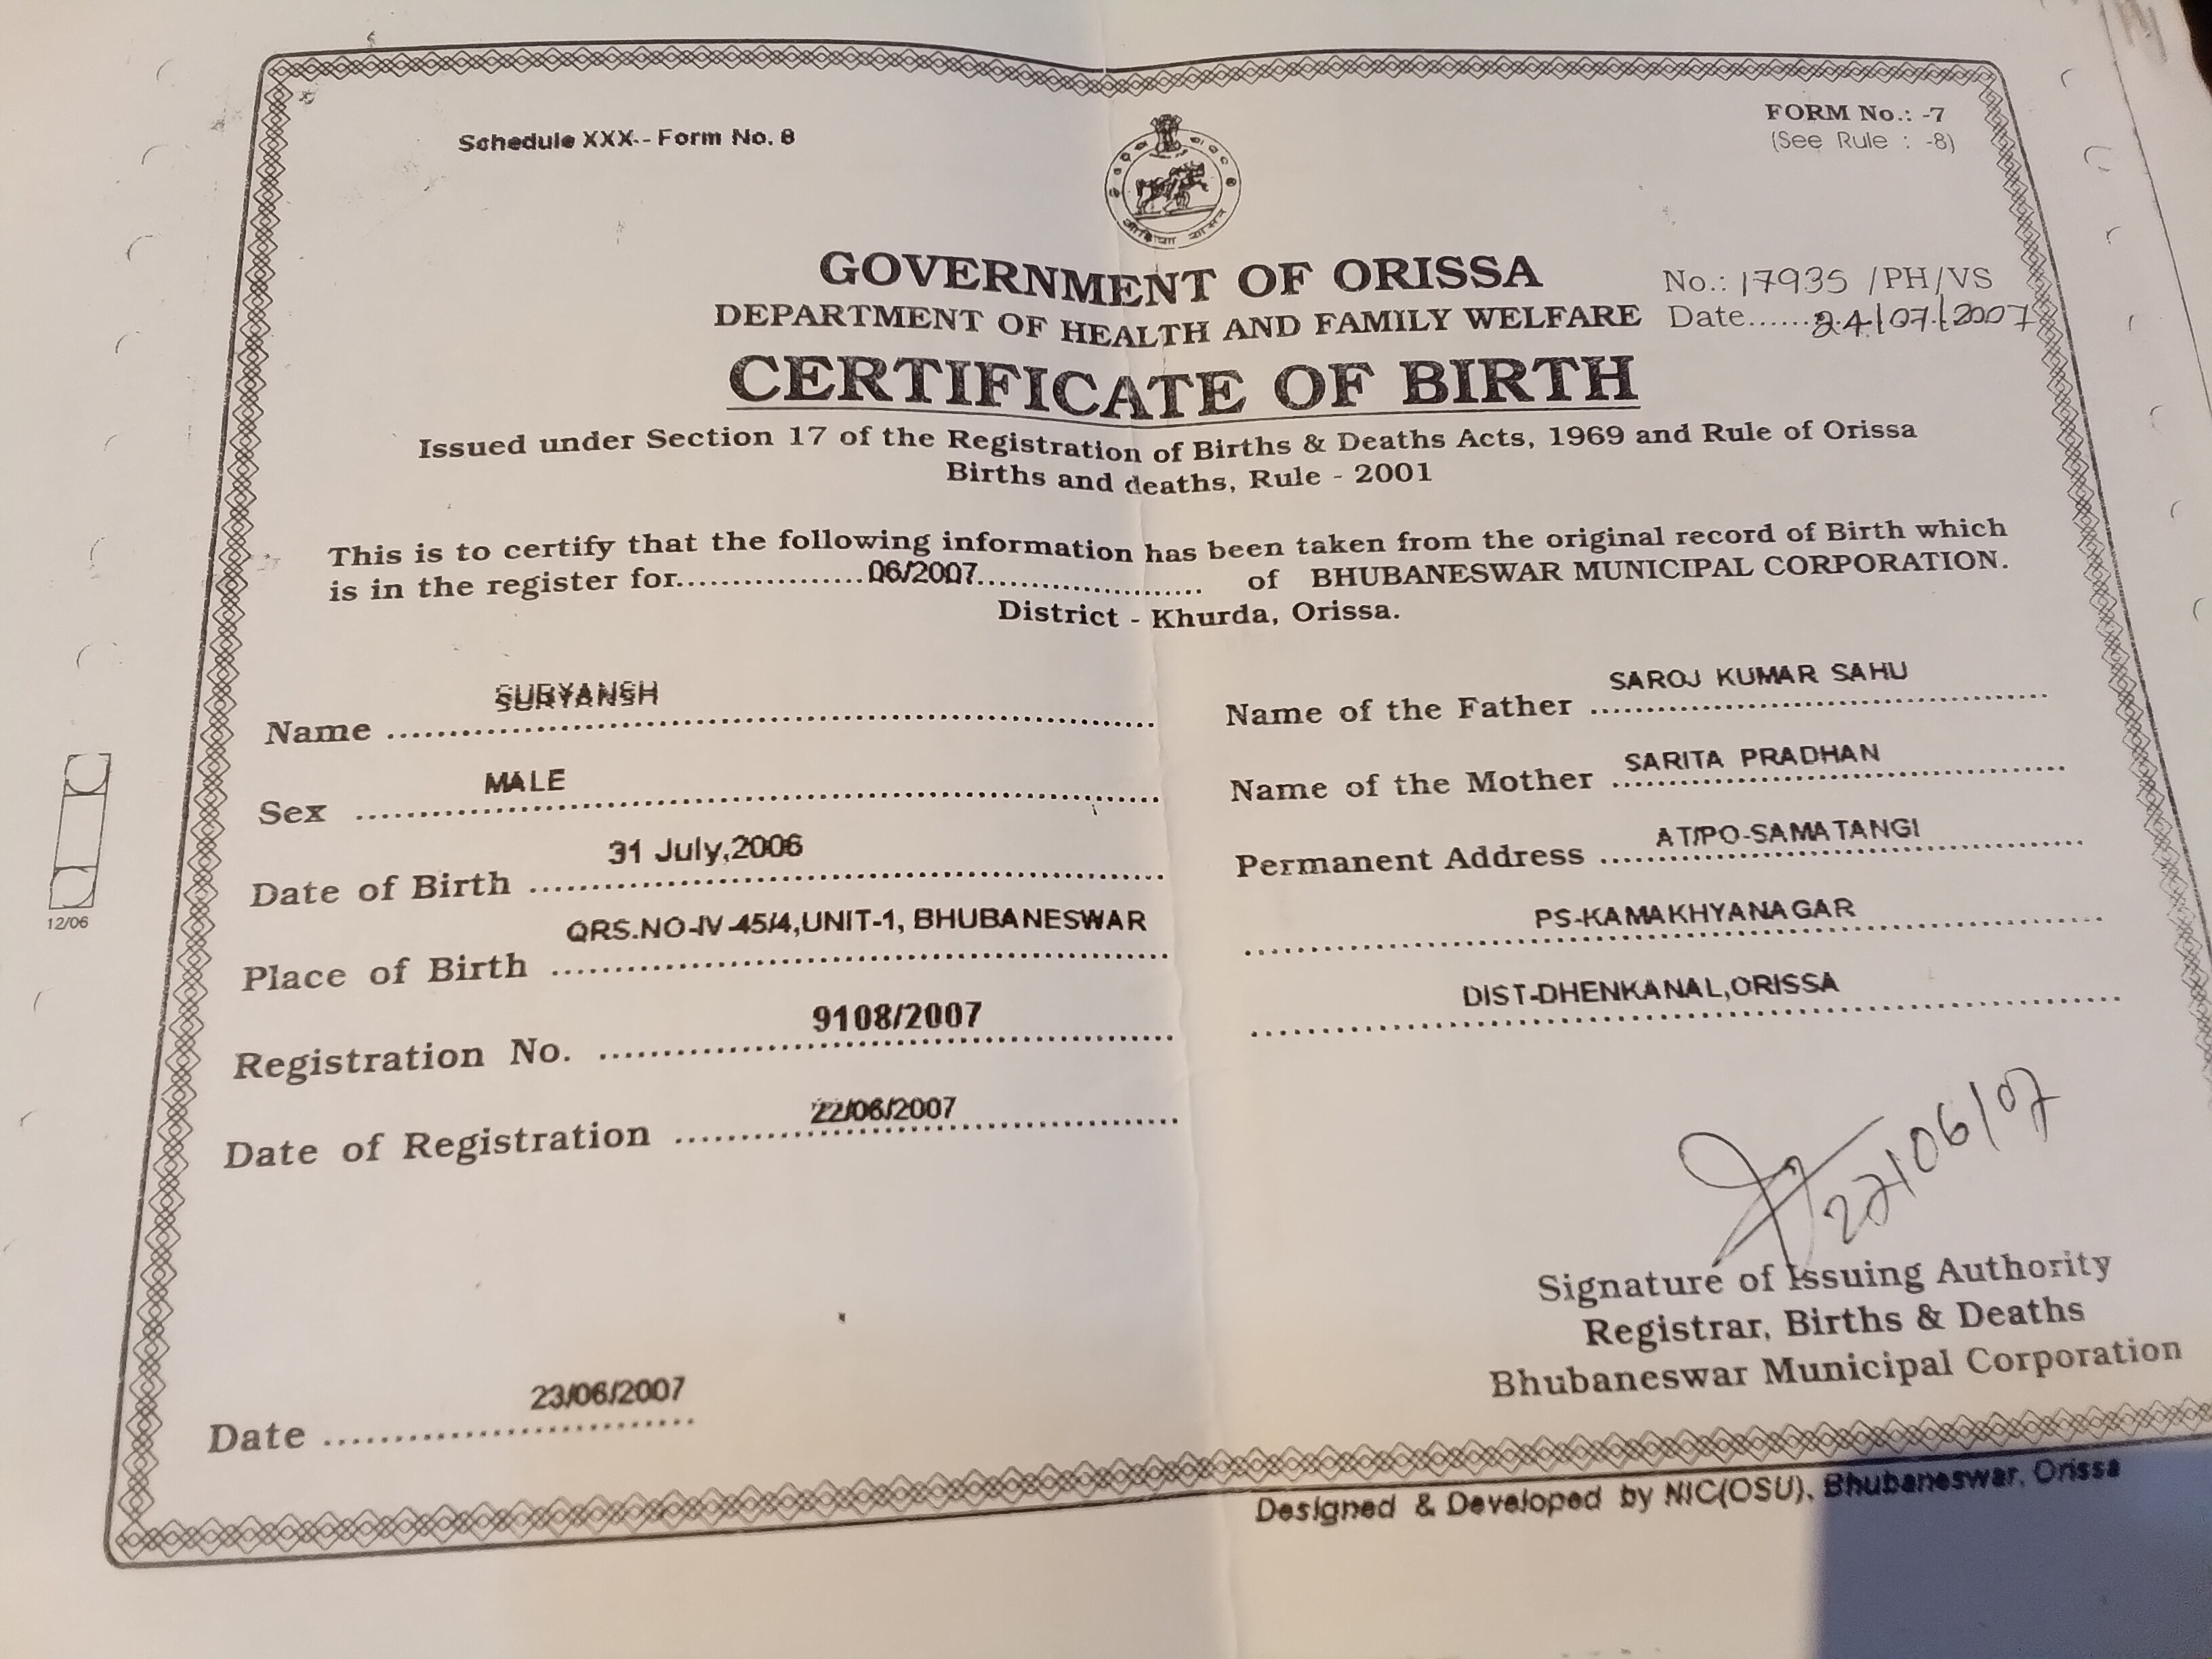 Schedule XXX-- Form No. 8
FORM No.: -7
(See Rule : -8)
GOVERNMENT OF ORISSA
No.: 17935 /PH/VS
DEPARTMENT OF HEALTH AND FAMILY WELFARE
Date......24/07/2007
CERTIFICATE OF BIRTH
Issued under Section 17 of the Registration of Births & Deaths Acts, 1969 and Rule of Orissa
Births and deaths, Rule - 2001
This is to certify that the following information has been taken from the original record of Birth which
is in the register for..................06/2007.............................. of BHUBANESWAR MUNICIPAL CORPORATION.
District - Khurda, Orissa.
Name SURYANSH
Sex MALE
Date of Birth 31 July,2006
Place of Birth QRS.NO-IV-45/4,UNIT-1, BHUBANESWAR
Registration No. 9108/2007
Date of Registration 22/06/2007
Name of the Father SAROJ KUMAR SAHU
Name of the Mother SARITA PRADHAN
Permanent Address AT/PO-SAMATANGI
PS-KAMAKHYANAGAR
DIST-DHENKANAL,ORISSA
22/06/07
Signature of Issuing Authority
Registrar, Births & Deaths
Bhubaneswar Municipal Corporation
Date 23/06/2007
Designed & Developed by NIC(OSU), Bhubaneswar, Orissa
12/06